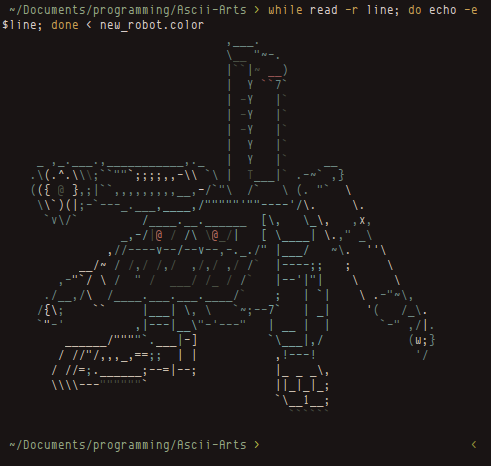 ~/Documents/programming/Ascii-Arts > while read -r line; do echo -e
$line; done < new_robot.color
~/Documents/programming/Ascii-Arts > <